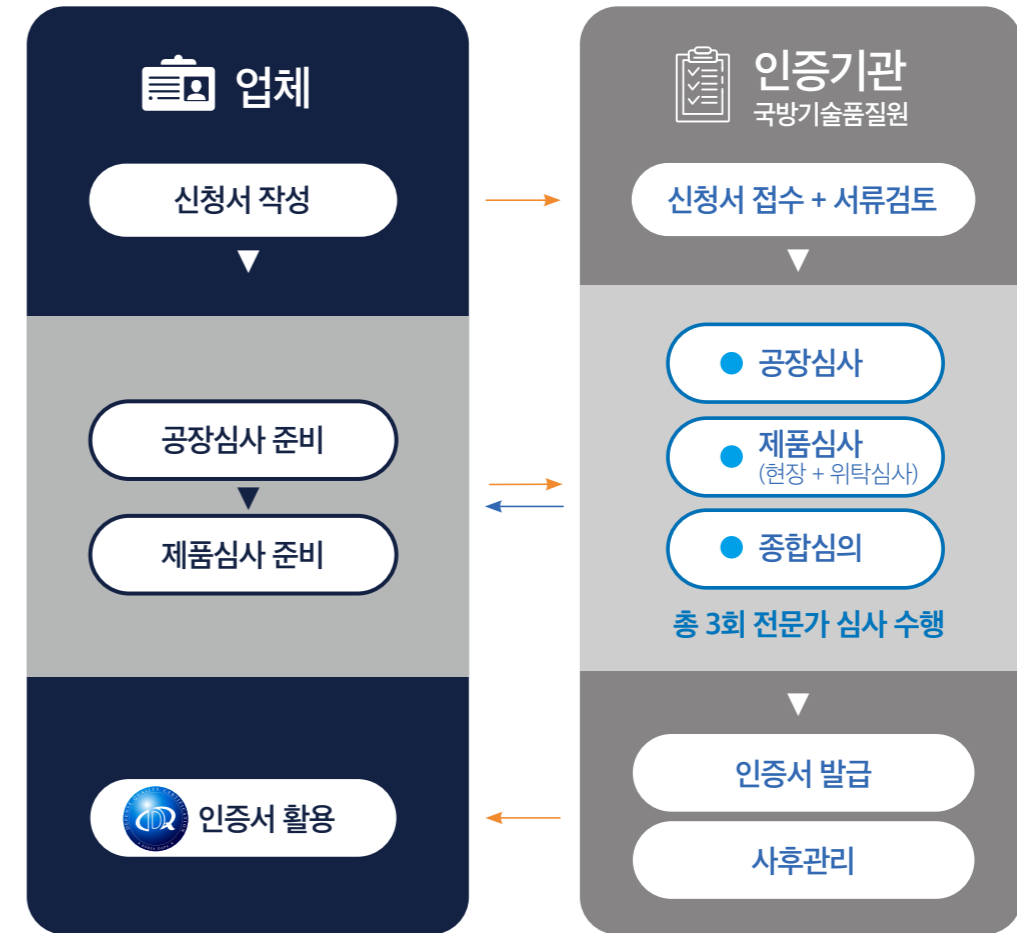 업체
신청서 작성
▼
공장심사 준비
▼
제품심사 준비
인증서 활용
인증기관
국방기술품질원
신청서 접수 + 서류검토
▼
● 공장심사
● 제품심사
(현장 + 위탁심사)
● 종합심의
총 3회 전문가 심사 수행
▼
인증서 발급
사후관리